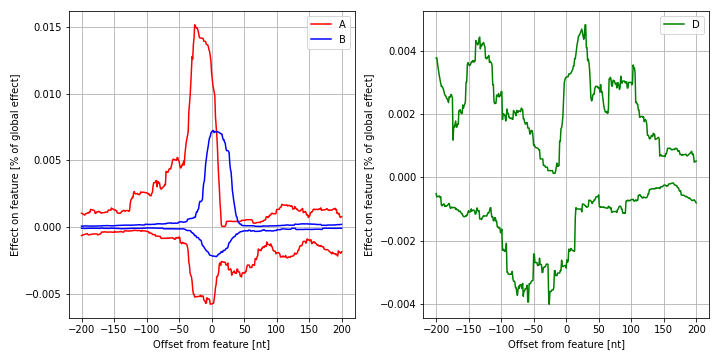 A
B
0.015
0.010
0.005
0.000
−0.005
Effect on feature [% of global effect]
−200 −150 −100 −50 0 50 100 150 200
Offset from feature [nt]
D
0.004
0.002
0.000
−0.002
−0.004
Effect on feature [% of global effect]
−200 −150 −100 −50 0 50 100 150 200
Offset from feature [nt]